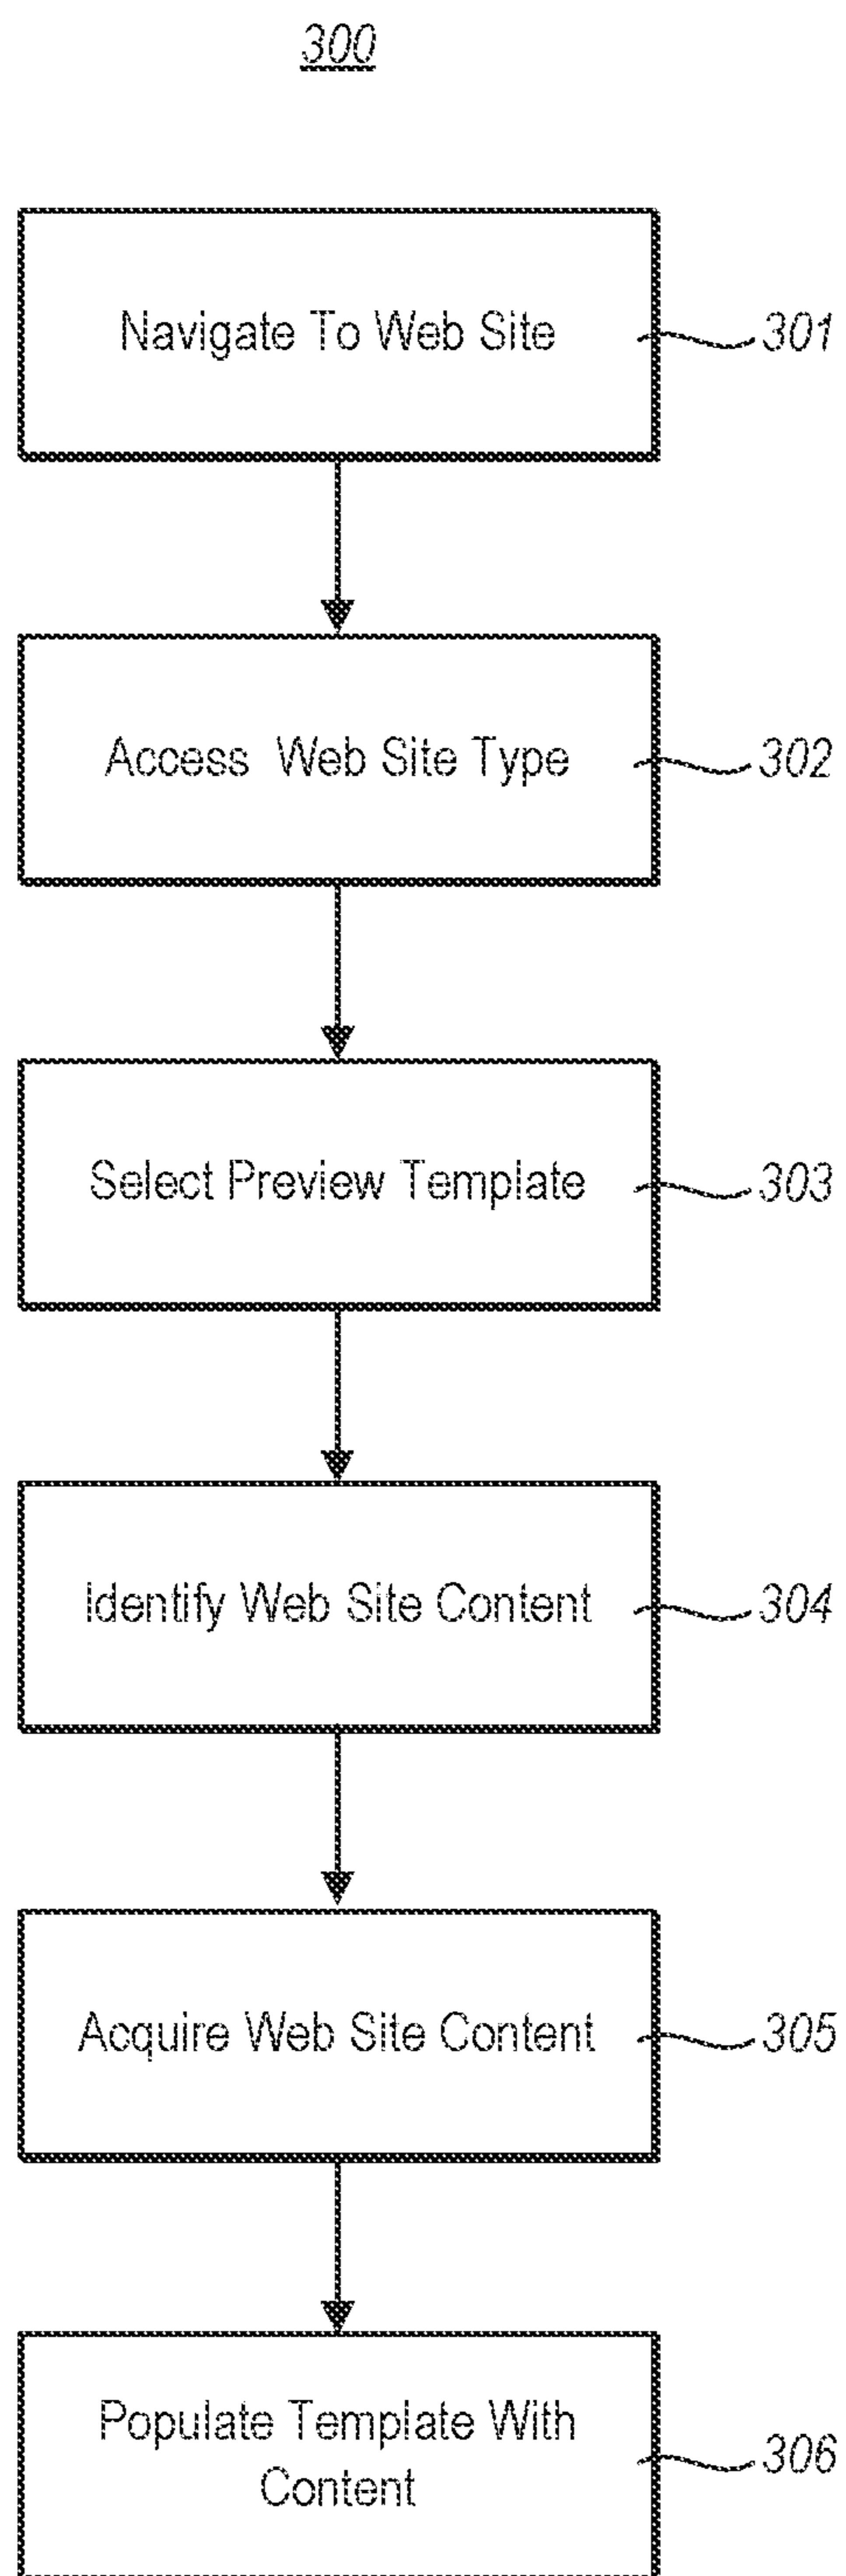 300
Navigate To Web Site
301
Access Web Site Type
302
Select Preview Template
303
Identify Web Site Content
304
Acquire Web Site Content
305
Populate Template With
Content
306